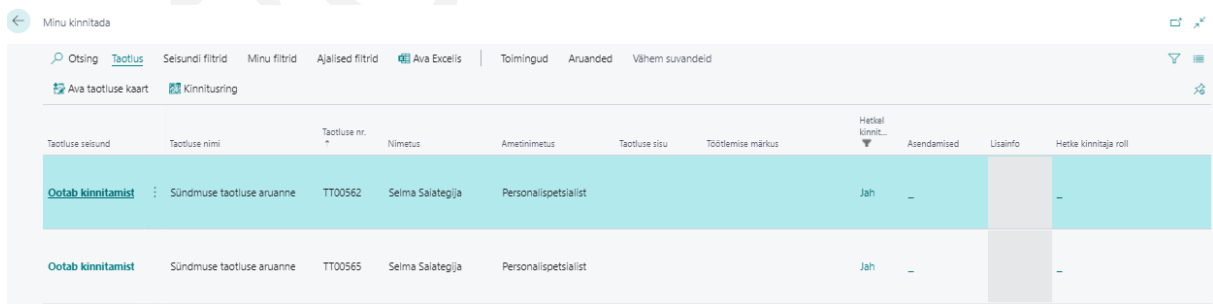 Minu kinnitada
Otsing Taotlus Seisundi filtrid Minu filtrid Ajalised filtrid Ava Excelis Toimingud Aruanded Vähem suvandeid
Ava taotluse kaart Kinnitusring
Taotluse seisund Taotluse nimi Taotluse nr. ↑ Nimetus Ametinimetus Taotluse sisu Töötlemise märkus Hetkel kinnit... Asendamised Lisainfo Hetke kinnitaja roll
Ootab kinnitamist Sündmuse taotluse aruanne TT00562 Selma Saiategija Personalispetsialist Jah _ _
Ootab kinnitamist Sündmuse taotluse aruanne TT00565 Selma Saiategija Personalispetsialist Jah _ _